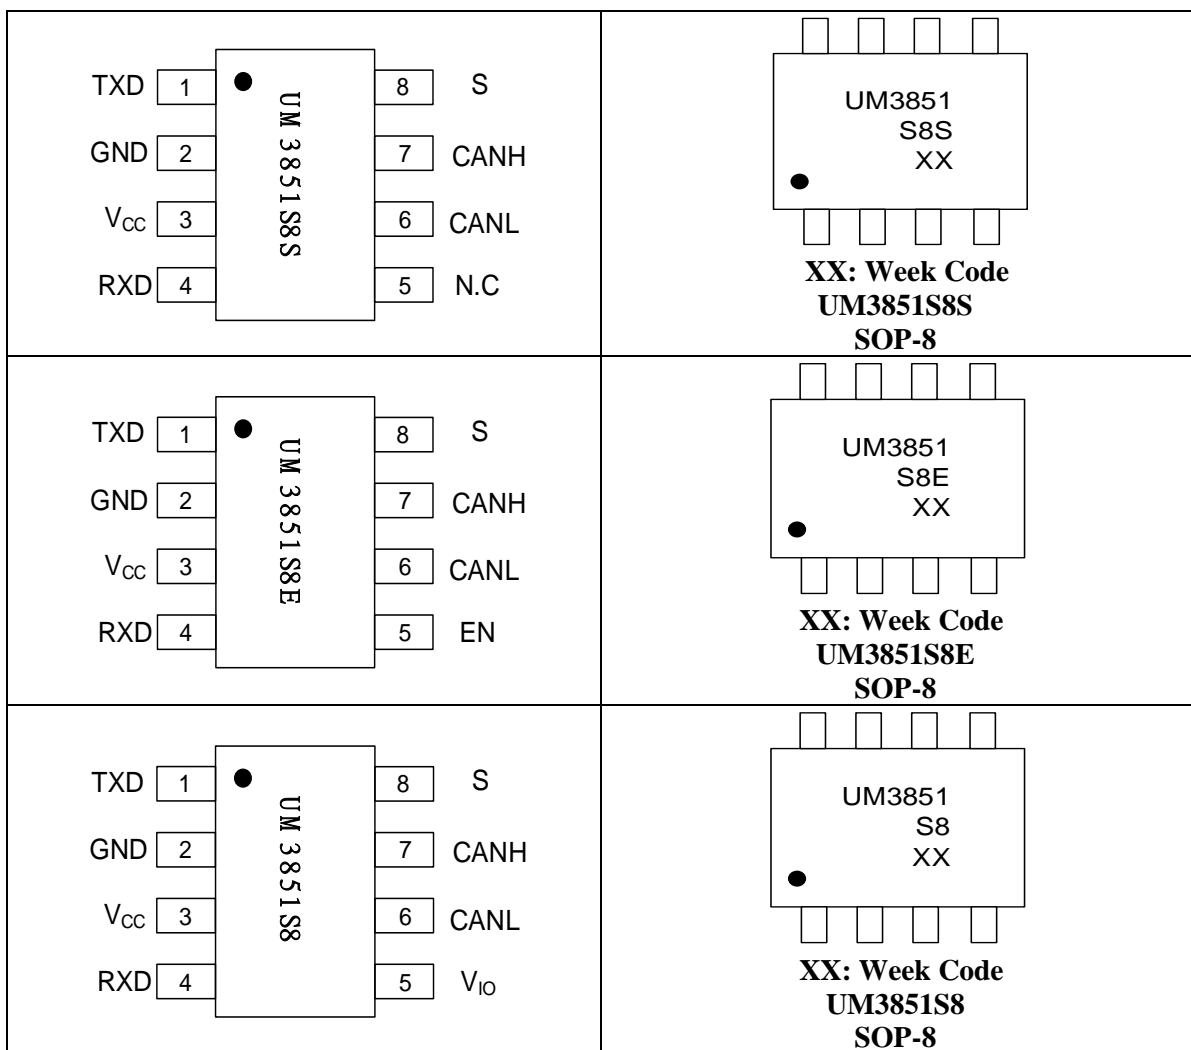 TXD 1 8 S
GND 2 7 CANH
VCC 3 6 CANL
RXD 4 5 N.C
UM3851S8S
UM3851
S8S
XX
XX: Week Code
UM3851S8S
SOP-8
TXD 1 8 S
GND 2 7 CANH
VCC 3 6 CANL
RXD 4 5 EN
UM3851S8E
UM3851
S8E
XX
XX: Week Code
UM3851S8E
SOP-8
TXD 1 8 S
GND 2 7 CANH
VCC 3 6 CANL
RXD 4 5 VIO
UM3851S8
UM3851
S8
XX
XX: Week Code
UM3851S8
SOP-8